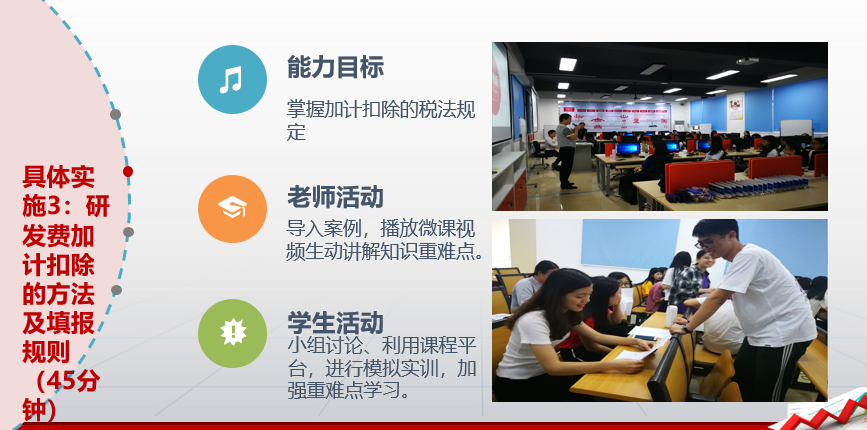 具体实
施3：研
发费加
计扣除
的方法
及填报
规则
（45分
钟）
能力目标
掌握加计扣除的税法规
定
老师活动
导入案例，播放微课视
频生动讲解知识重难点。
学生活动
小组讨论、利用课程平
台，进行模拟实训，加
强重难点学习。